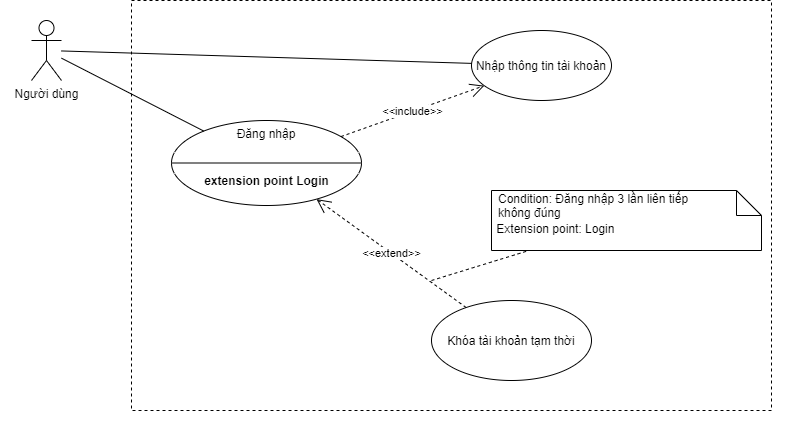 Người dùng
Nhập thông tin tài khoản
<<include>>
Đăng nhập
extension point Login
Condition: Đăng nhập 3 lần liên tiếp
không đúng
Extension point: Login
<<extend>>
Khóa tài khoản tạm thời